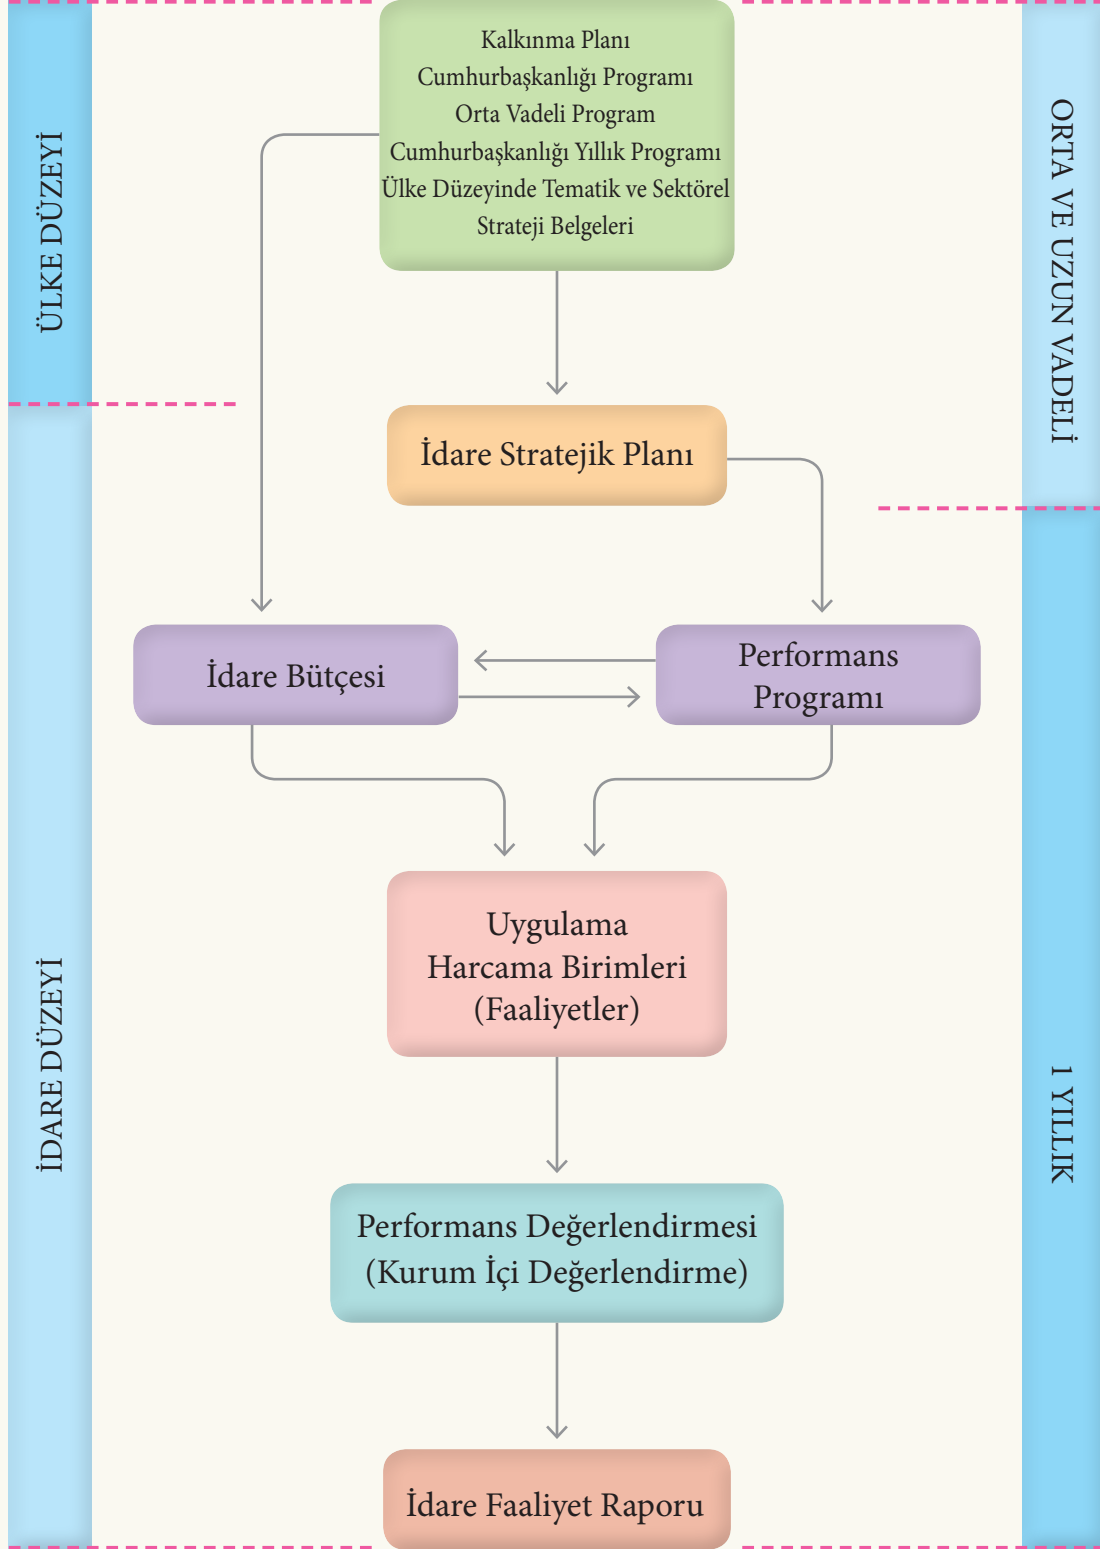 Kalkınma Planı
Cumhurbaşkanlığı Programı
Orta Vadeli Program
Cumhurbaşkanlığı Yıllık Programı
Ülke Düzeyinde Tematik ve Sektörel
Strateji Belgeleri
ÜLKE DÜZEYİ
ORTA VE UZUN VADELİ
İdare Stratejik Planı
İdare Bütçesi
Performans
Programı
Uygulama
Harcama Birimleri
(Faaliyetler)
İDARE DÜZEYİ
1 YILLIK
Performans Değerlendirmesi
(Kurum İçi Değerlendirme)
İdare Faaliyet Raporu